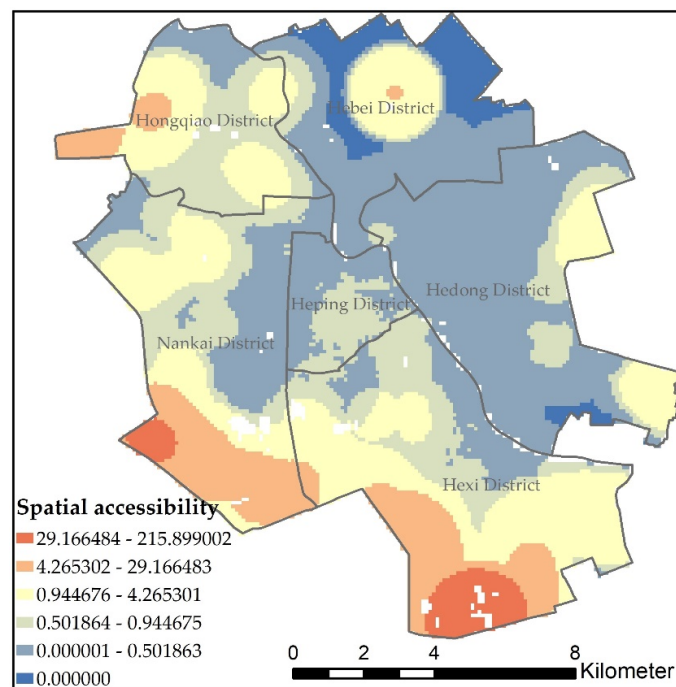 Hebei District
Hongqiao District
Hedong District
Heping District
Nankai District
Hexi District
Spatial accessibility
29.166484 - 215.899002
4.265302 - 29.166483
0.944676 - 4.265301
0.501864 - 0.944675
0.000001 - 0.501863
0.000000
0 2 4 8
Kilometer